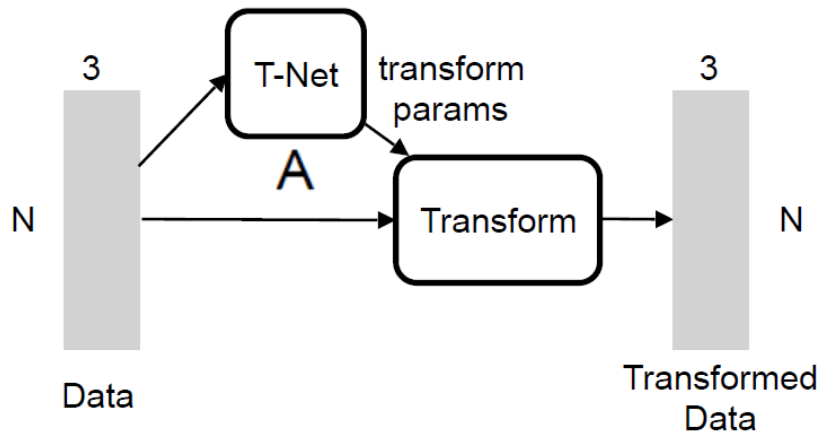 3
T-Net
transform
params
3
A
N
Transform
N
Data
Transformed
Data